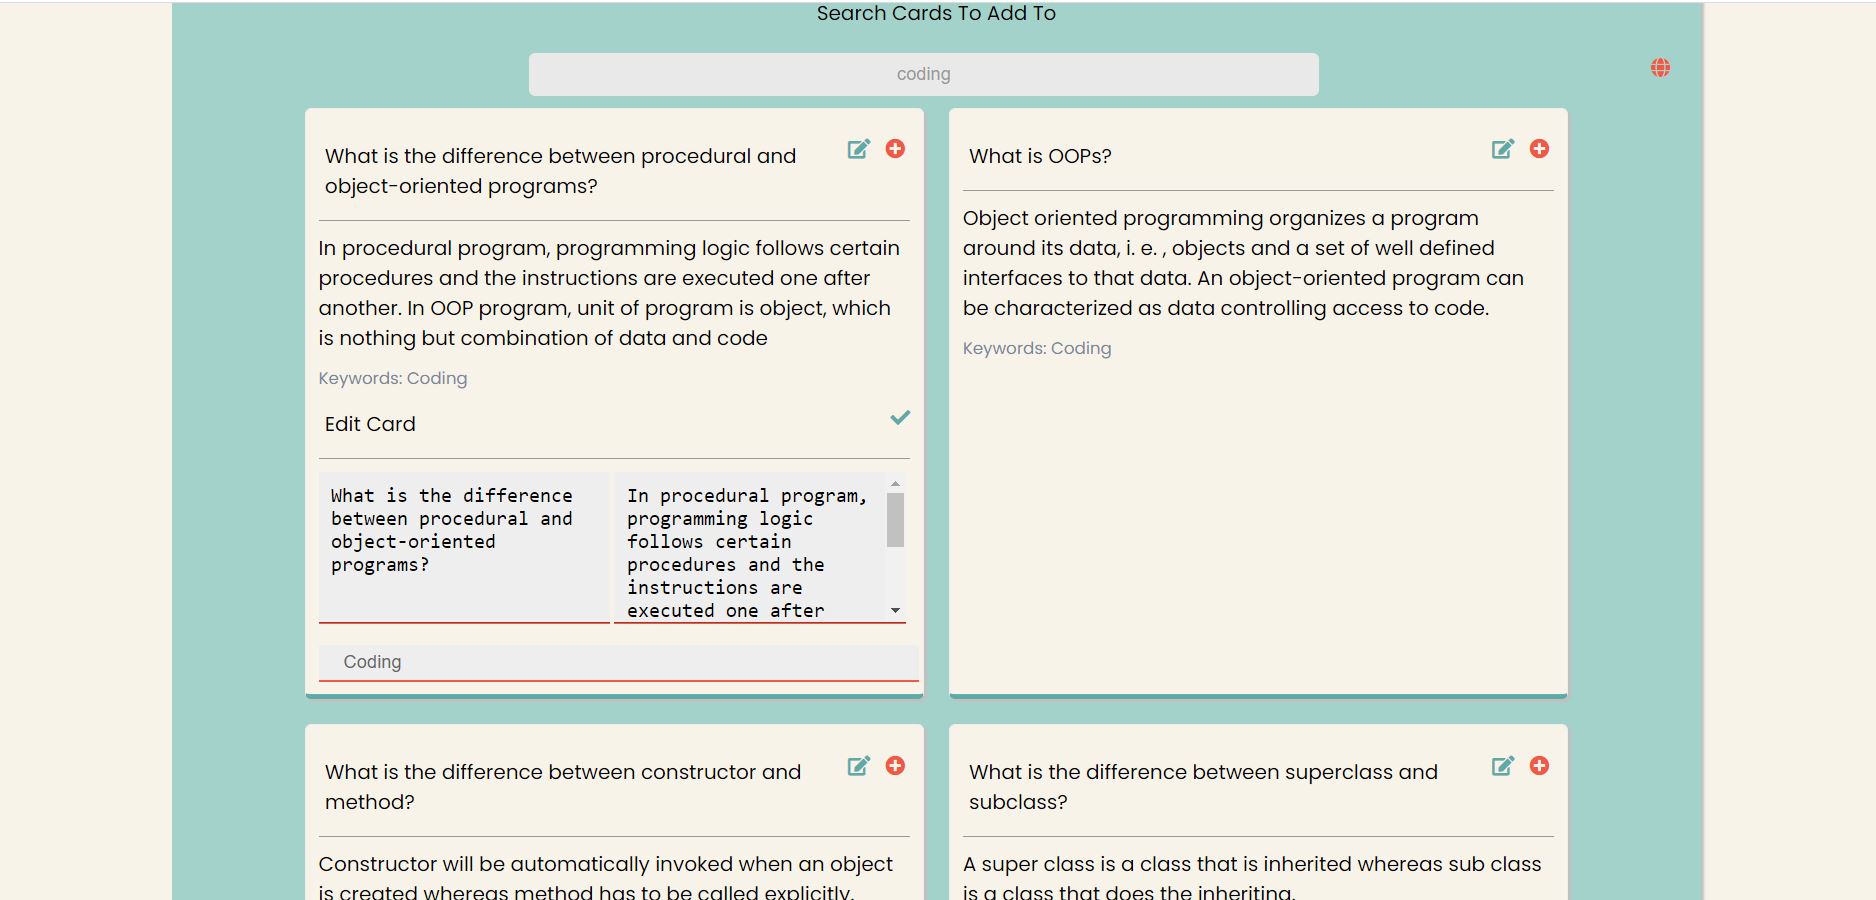 Search Cards To Add To
coding
What is the difference between procedural and
object-oriented programs?
In procedural program, programming logic follows certain
procedures and the instructions are executed one after
another. In OOP program, unit of program is object, which
is nothing but combination of data and code
Keywords: Coding
Edit Card
What is the difference
between procedural and
object-oriented
programs?
In procedural program,
programming logic
follows certain
procedures and the
instructions are
executed one after
Coding
What is OOPs?
Object oriented programming organizes a program
around its data, i. e. , objects and a set of well defined
interfaces to that data. An object-oriented program can
be characterized as data controlling access to code.
Keywords: Coding
What is the difference between constructor and
method?
Constructor will be automatically invoked when an object
is created whereas method has to be called explicitly.
What is the difference between superclass and
subclass?
A super class is a class that is inherited whereas sub class
is a class that does the inheriting.